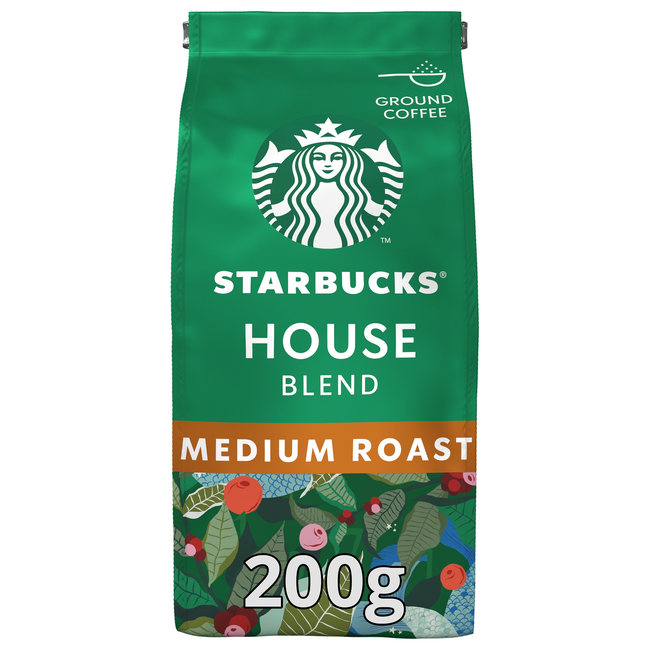 GROUND
COFFEE
TM
STARBUCKS®
HOUSE
BLEND
MEDIUM ROAST
200g